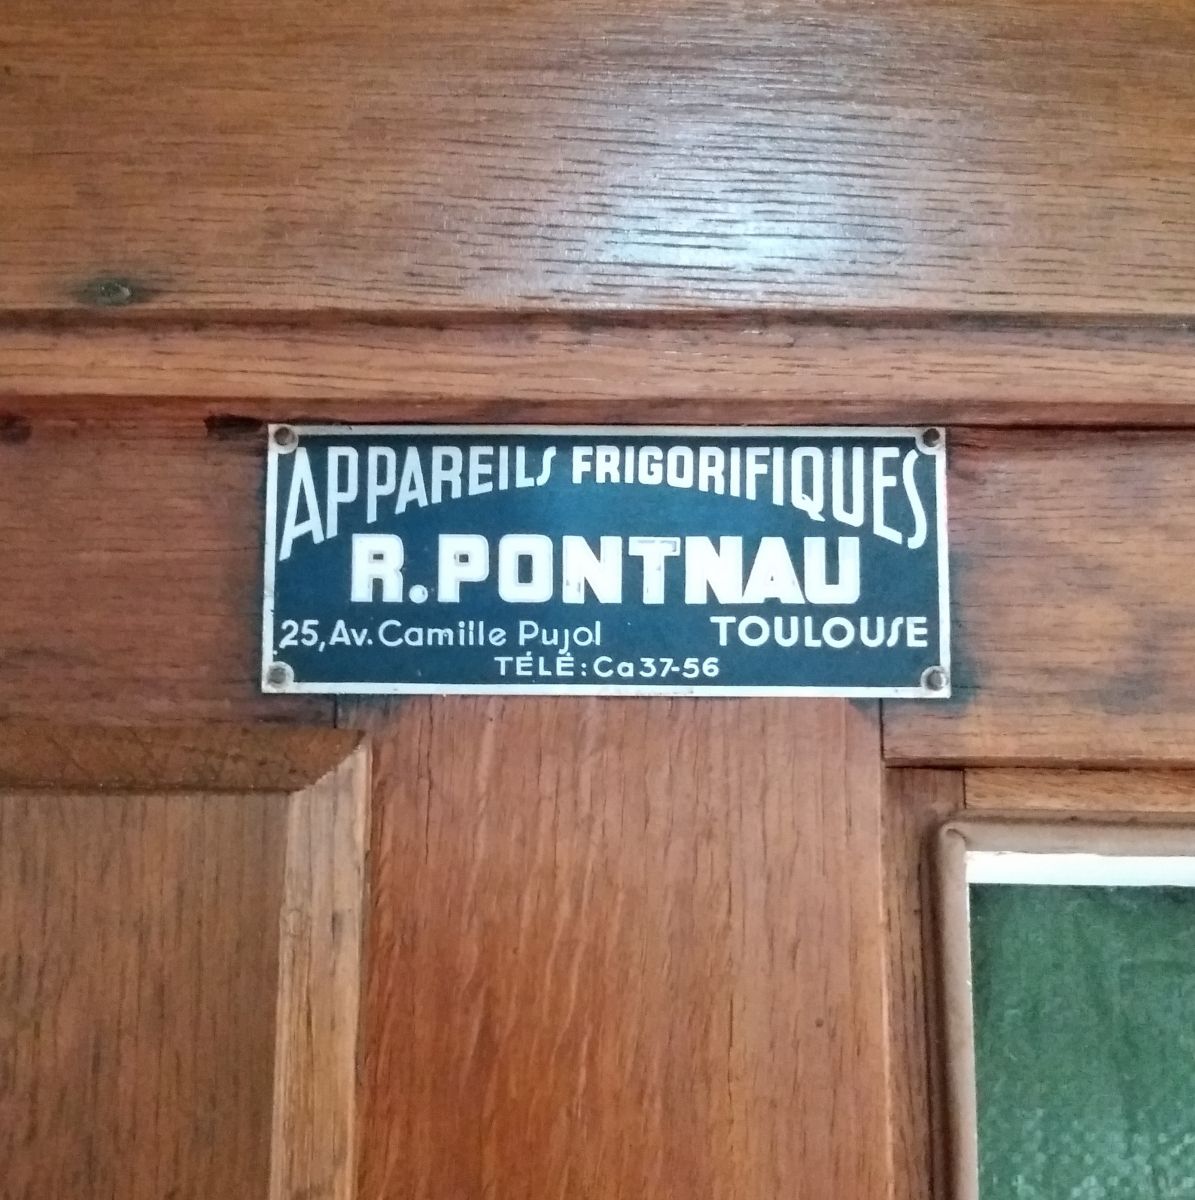 APPAREILS FRIGORIFIQUES
R. PONTNAU
25, Av. Camille Pujol TOULOUSE
TÉLÉ: Ca 37-56